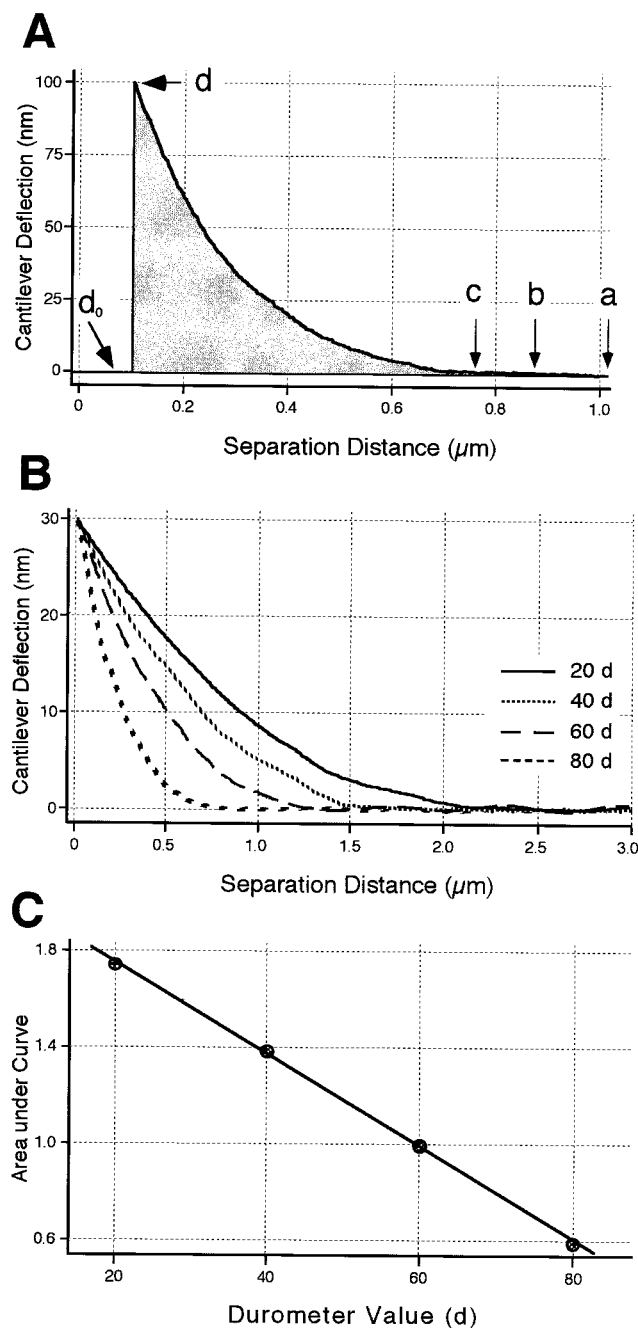 A
Cantilever Deflection (nm)
100
75
50
25
0
d
d₀
c b a
0 0.2 0.4 0.6 0.8 1.0
Separation Distance (µm)
B
Cantilever Deflection (nm)
30
20
10
0
20 d
40 d
60 d
80 d
0 0.5 1.0 1.5 2.0 2.5 3.0
Separation Distance (µm)
C
Area under Curve
1.8
1.4
1.0
0.6
20 40 60 80
Durometer Value (d)